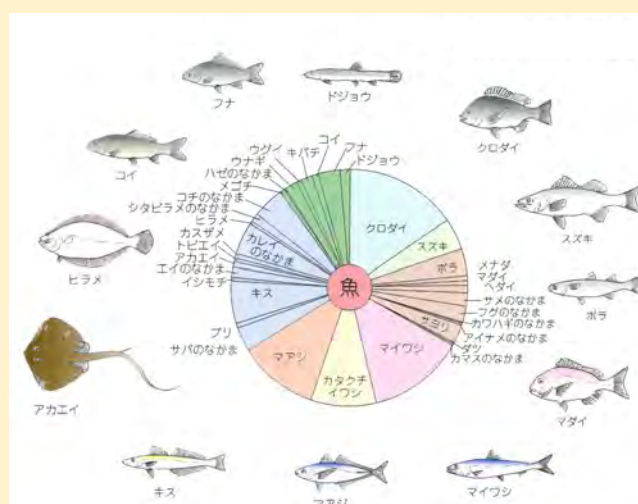 フナ
ドジョウ
クロダイ
コイ
スズキ
ヒラメ
ボラ
アカエイ
マダイ
キス
マアジ
マイワシ
ウグイ
ウナギ
ハゼのなかま
メゴチ
コチのなかま
シタビラメのなかま
ヒラメ
カスザメ
トビエイ
アカエイ
エイのなかま
イシモチ
ブリ
サバのなかま
キバチ
コイ
フナ
ドジョウ
クロダイ
スズキ
ボラ
メナダ
マダイ
ヘダイ
サメのなかま
フグのなかま
カワハギのなかま
アイナメのなかま
サヨリ
ダツ
カマスのなかま
マイワシ
カタクチ
イワシ
マアジ
キス
カレイ
のなかま
魚